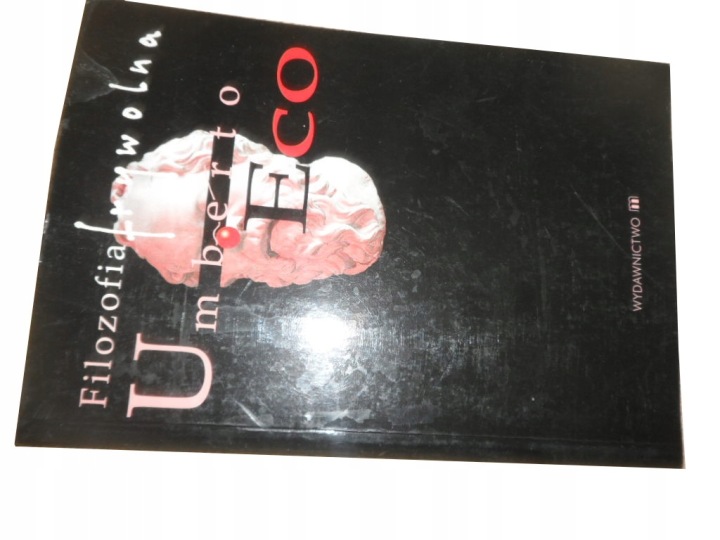 Filozofia frywolna
Umberto
Eco
WYDAWNICTWO m